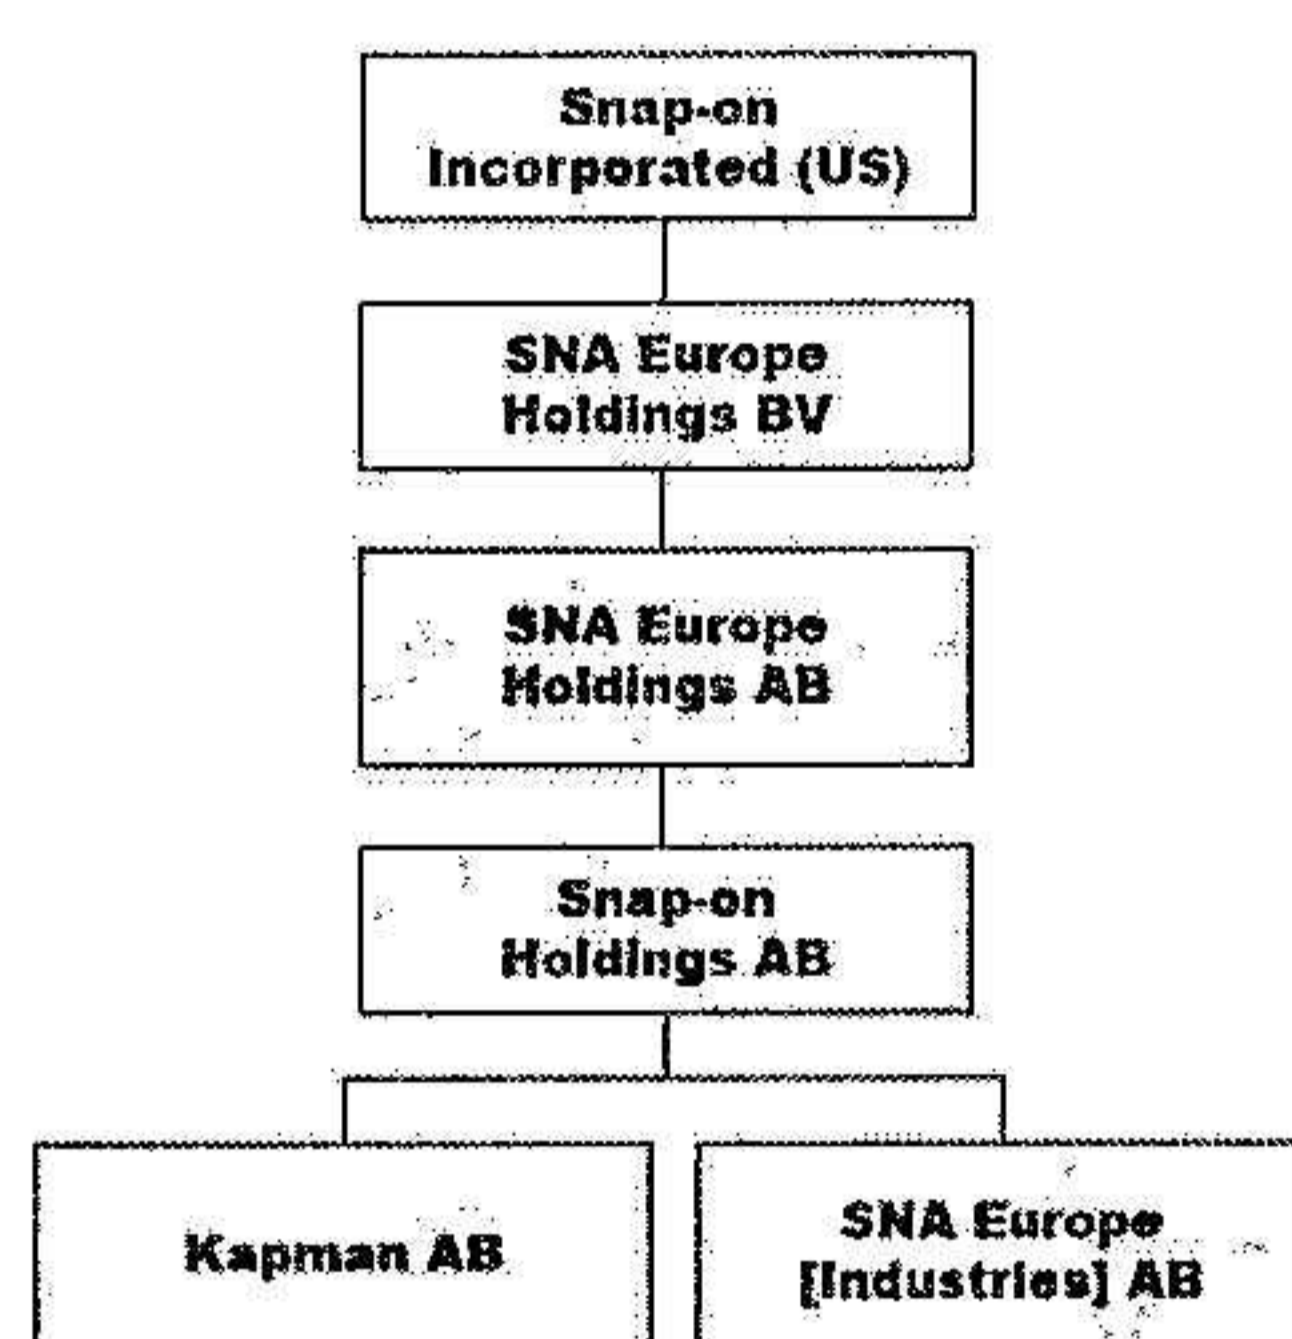 Snap-on
Incorporated (US)
SNA Europe
Holdings BV
SNA Europe
Holdings AB
Snap-on
Holdings AB
Kapman AB
SNA Europe
[Industries] AB